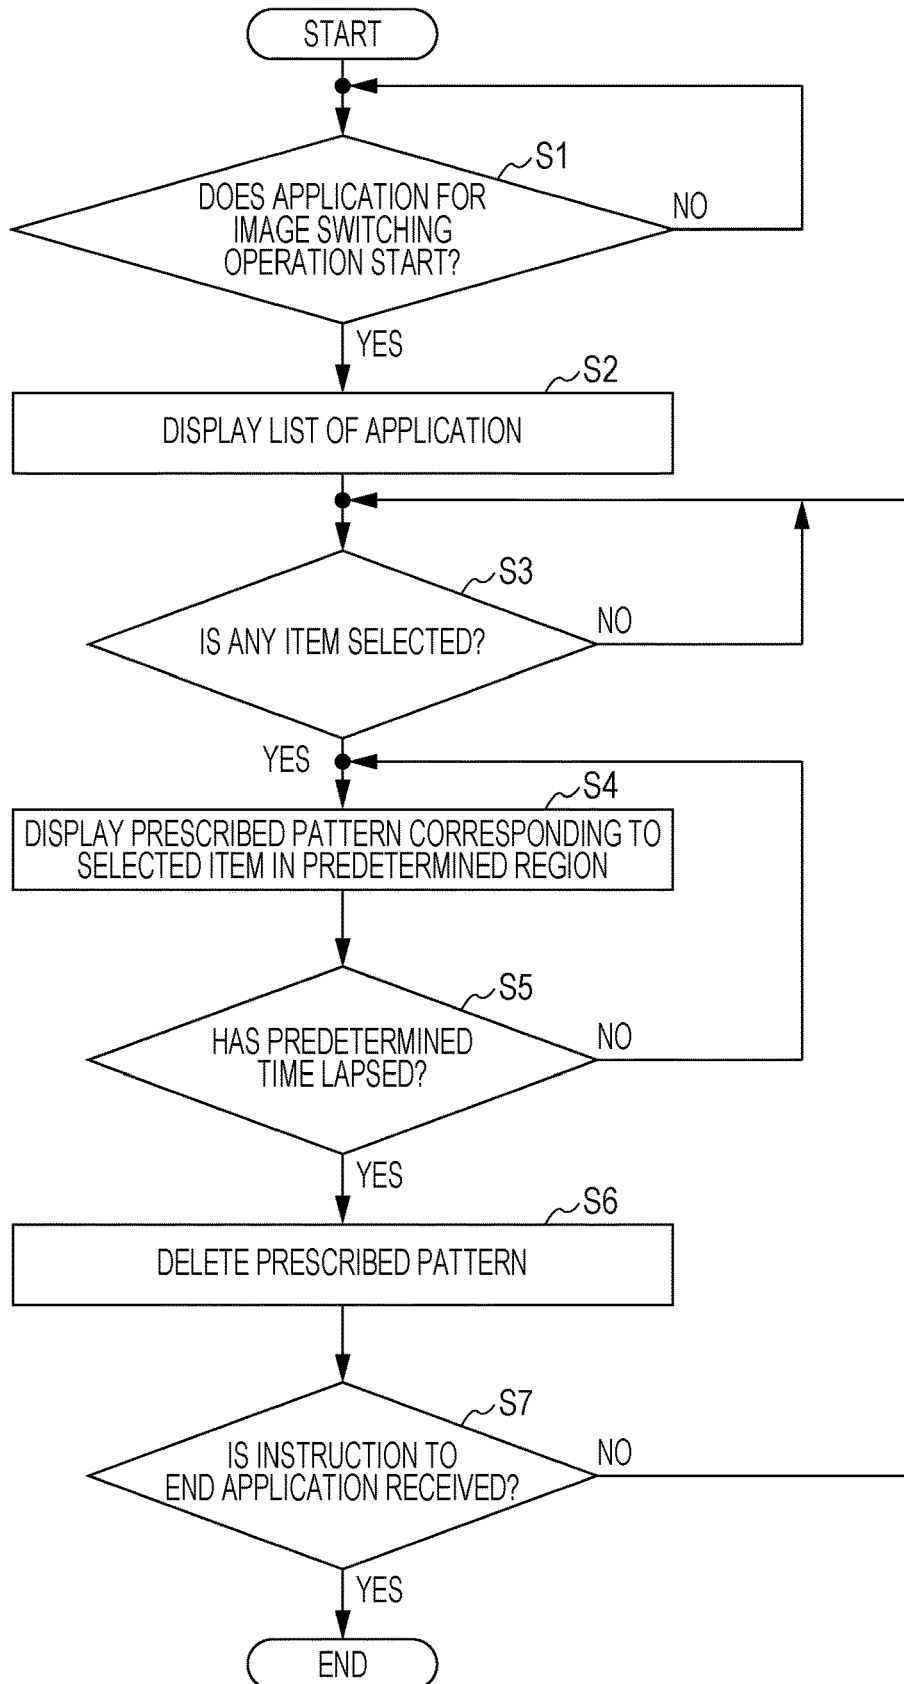 START
S1
DOES APPLICATION FOR
IMAGE SWITCHING
OPERATION START?
NO
YES
S2
DISPLAY LIST OF APPLICATION
S3
IS ANY ITEM SELECTED?
NO
YES
S4
DISPLAY PRESCRIBED PATTERN CORRESPONDING TO
SELECTED ITEM IN PREDETERMINED REGION
S5
HAS PREDETERMINED
TIME LAPSED?
NO
YES
S6
DELETE PRESCRIBED PATTERN
S7
IS INSTRUCTION TO
END APPLICATION RECEIVED?
NO
YES
END